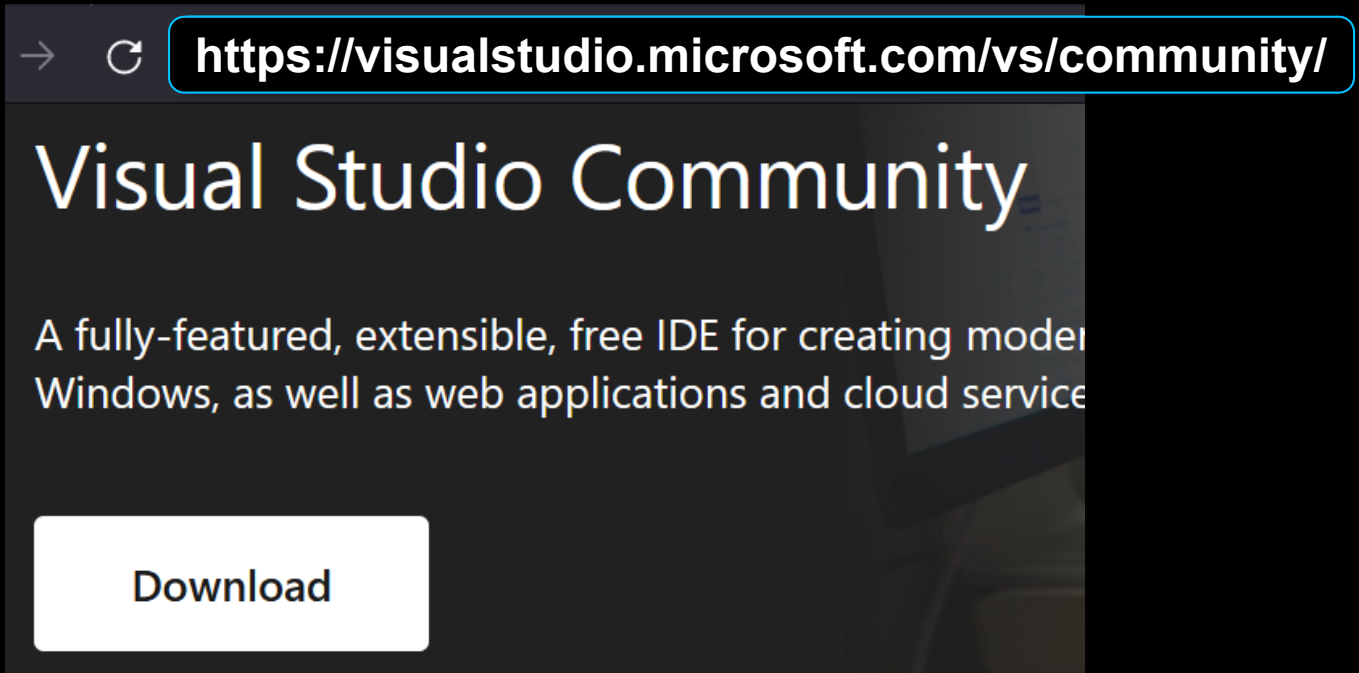 https://visualstudio.microsoft.com/vs/community/
Visual Studio Community
A fully-featured, extensible, free IDE for creating moder
Windows, as well as web applications and cloud service
Download